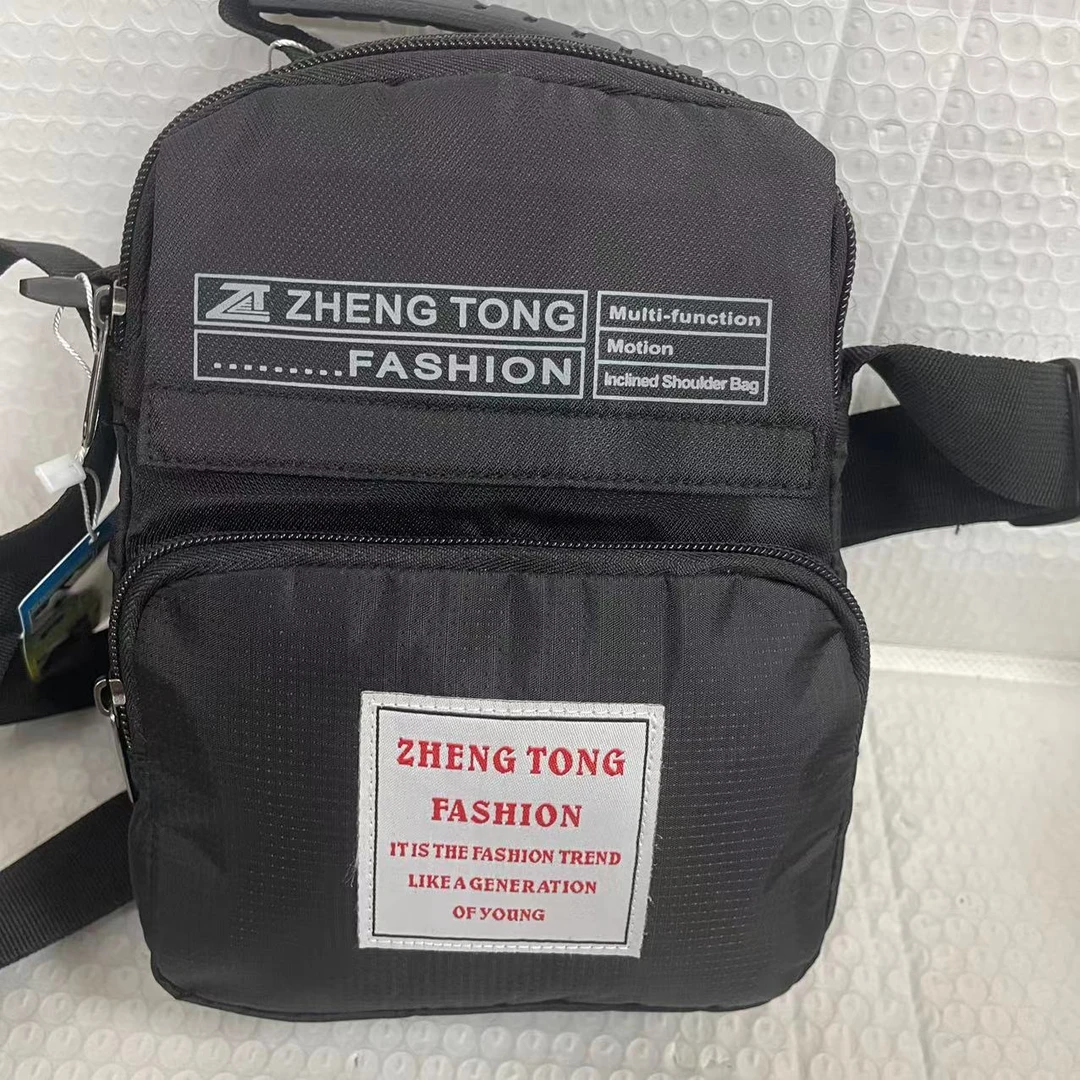 ZT ZHENG TONG
.........FASHION
Multi-function
Motion
Inclined Shoulder Bag
ZHENG TONG
FASHION
IT IS THE FASHION TREND
LIKE A GENERATION
OF YOUNG